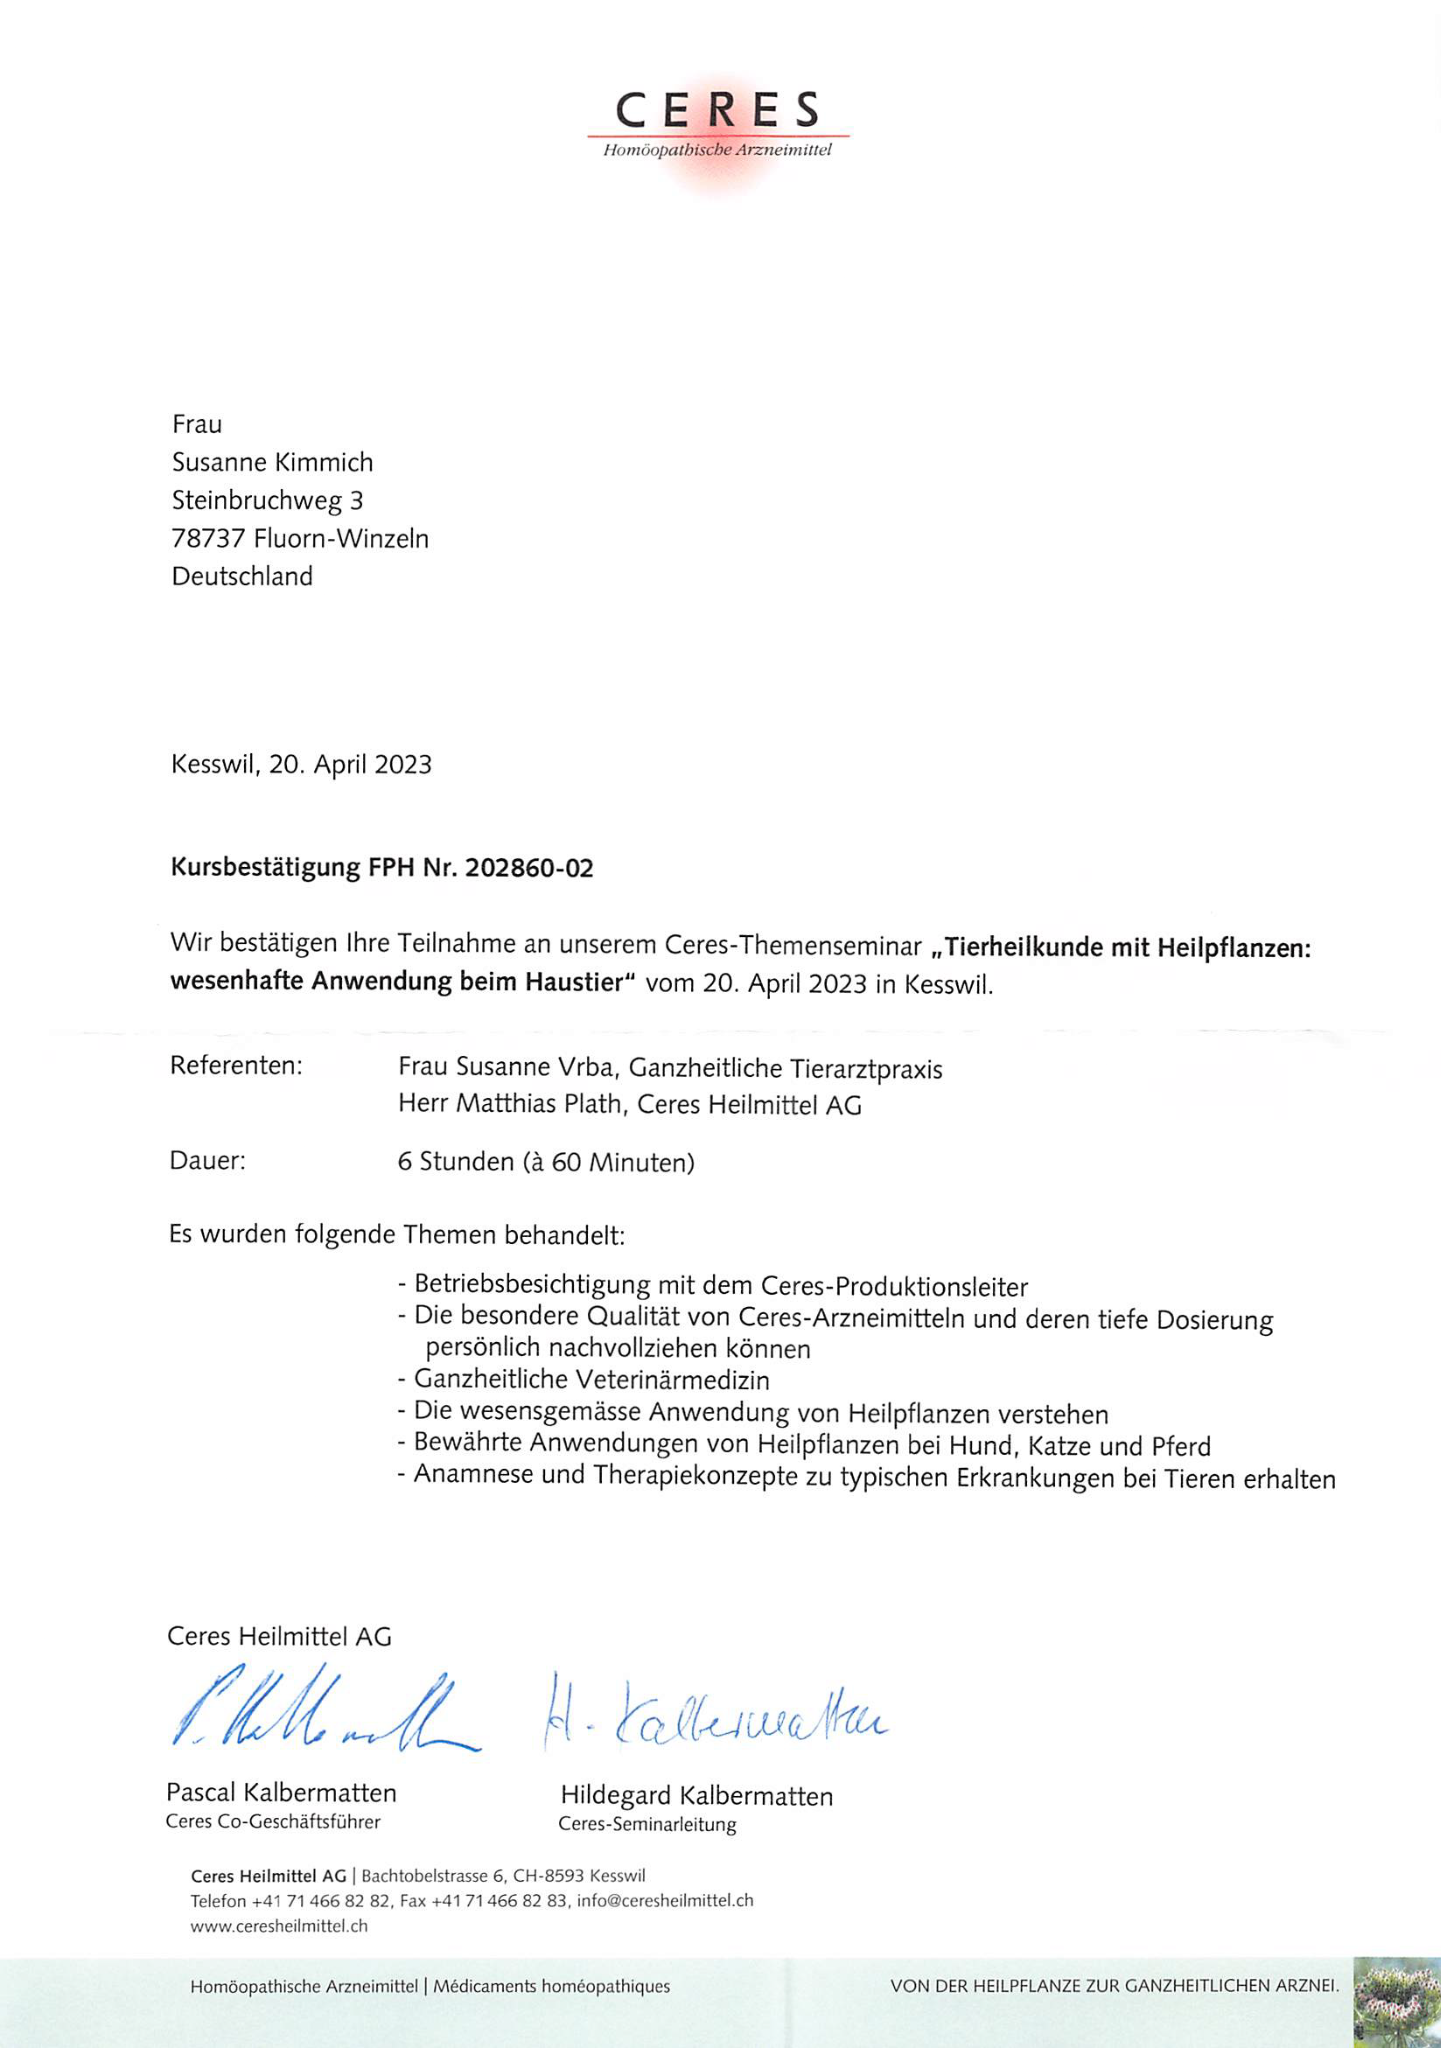 CERES
Homöopathische Arzneimittel
Frau
Susanne Kimmich
Steinbruchweg 3
78737 Fluorn-Winzeln
Deutschland
Kesswil, 20. April 2023
Kursbestätigung FPH Nr. 202860-02
Wir bestätigen Ihre Teilnahme an unserem Ceres-Themenseminar „Tierheilkunde mit Heilpflanzen:
wesenhafte Anwendung beim Haustier“ vom 20. April 2023 in Kesswil.
Referenten: Frau Susanne Vrba, Ganzheitliche Tierarztpraxis
Herr Matthias Plath, Ceres Heilmittel AG
Dauer: 6 Stunden (à 60 Minuten)
Es wurden folgende Themen behandelt:
- Betriebsbesichtigung mit dem Ceres-Produktionsleiter
- Die besondere Qualität von Ceres-Arzneimitteln und deren tiefe Dosierung
persönlich nachvollziehen können
- Ganzheitliche Veterinärmedizin
- Die wesensgemässe Anwendung von Heilpflanzen verstehen
- Bewährte Anwendungen von Heilpflanzen bei Hund, Katze und Pferd
- Anamnese und Therapiekonzepte zu typischen Erkrankungen bei Tieren erhalten
Ceres Heilmittel AG
P. Kalbermatten H. Kalbermatten
Pascal Kalbermatten Hildegard Kalbermatten
Ceres Co-Geschäftsführer Ceres-Seminarleitung
Ceres Heilmittel AG | Bachtobelstrasse 6, CH-8593 Kesswil
Telefon +41 71 466 82 82, Fax +41 71 466 82 83, info@ceresheilmittel.ch
www.ceresheilmittel.ch
Homöopathische Arzneimittel | Médicaments homéopathiques VON DER HEILPFLANZE ZUR GANZHEITLICHEN ARZNEI.